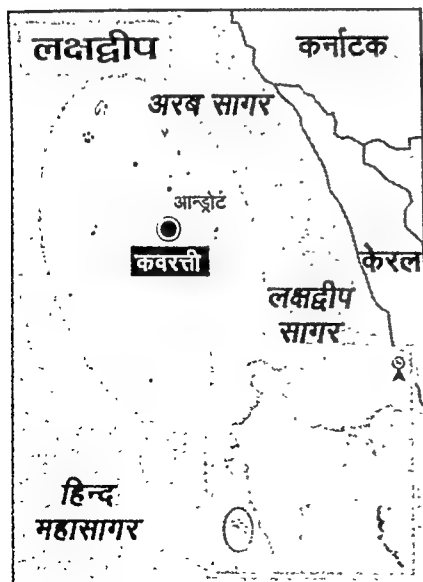 लक्षद्वीप
कर्नाटक
अरब सागर
आन्ड्रोट
कवरत्ती
केरल
लक्षद्वीप
सागर
हिन्द
महासागर